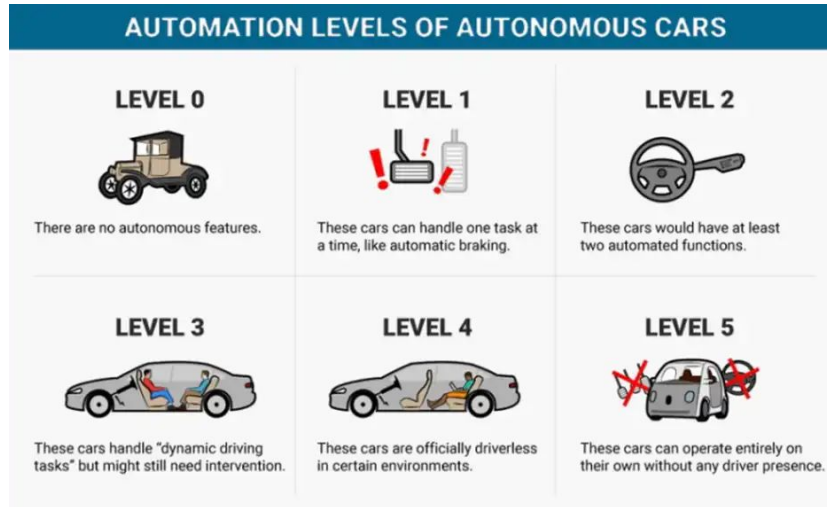 AUTOMATION LEVELS OF AUTONOMOUS CARS
LEVEL 0
There are no autonomous features.
LEVEL 1
These cars can handle one task at
a time, like automatic braking.
LEVEL 2
These cars would have at least
two automated functions.
LEVEL 3
These cars handle “dynamic driving
tasks” but might still need intervention.
LEVEL 4
These cars are officially driverless
in certain environments.
LEVEL 5
These cars can operate entirely on
their own without any driver presence.